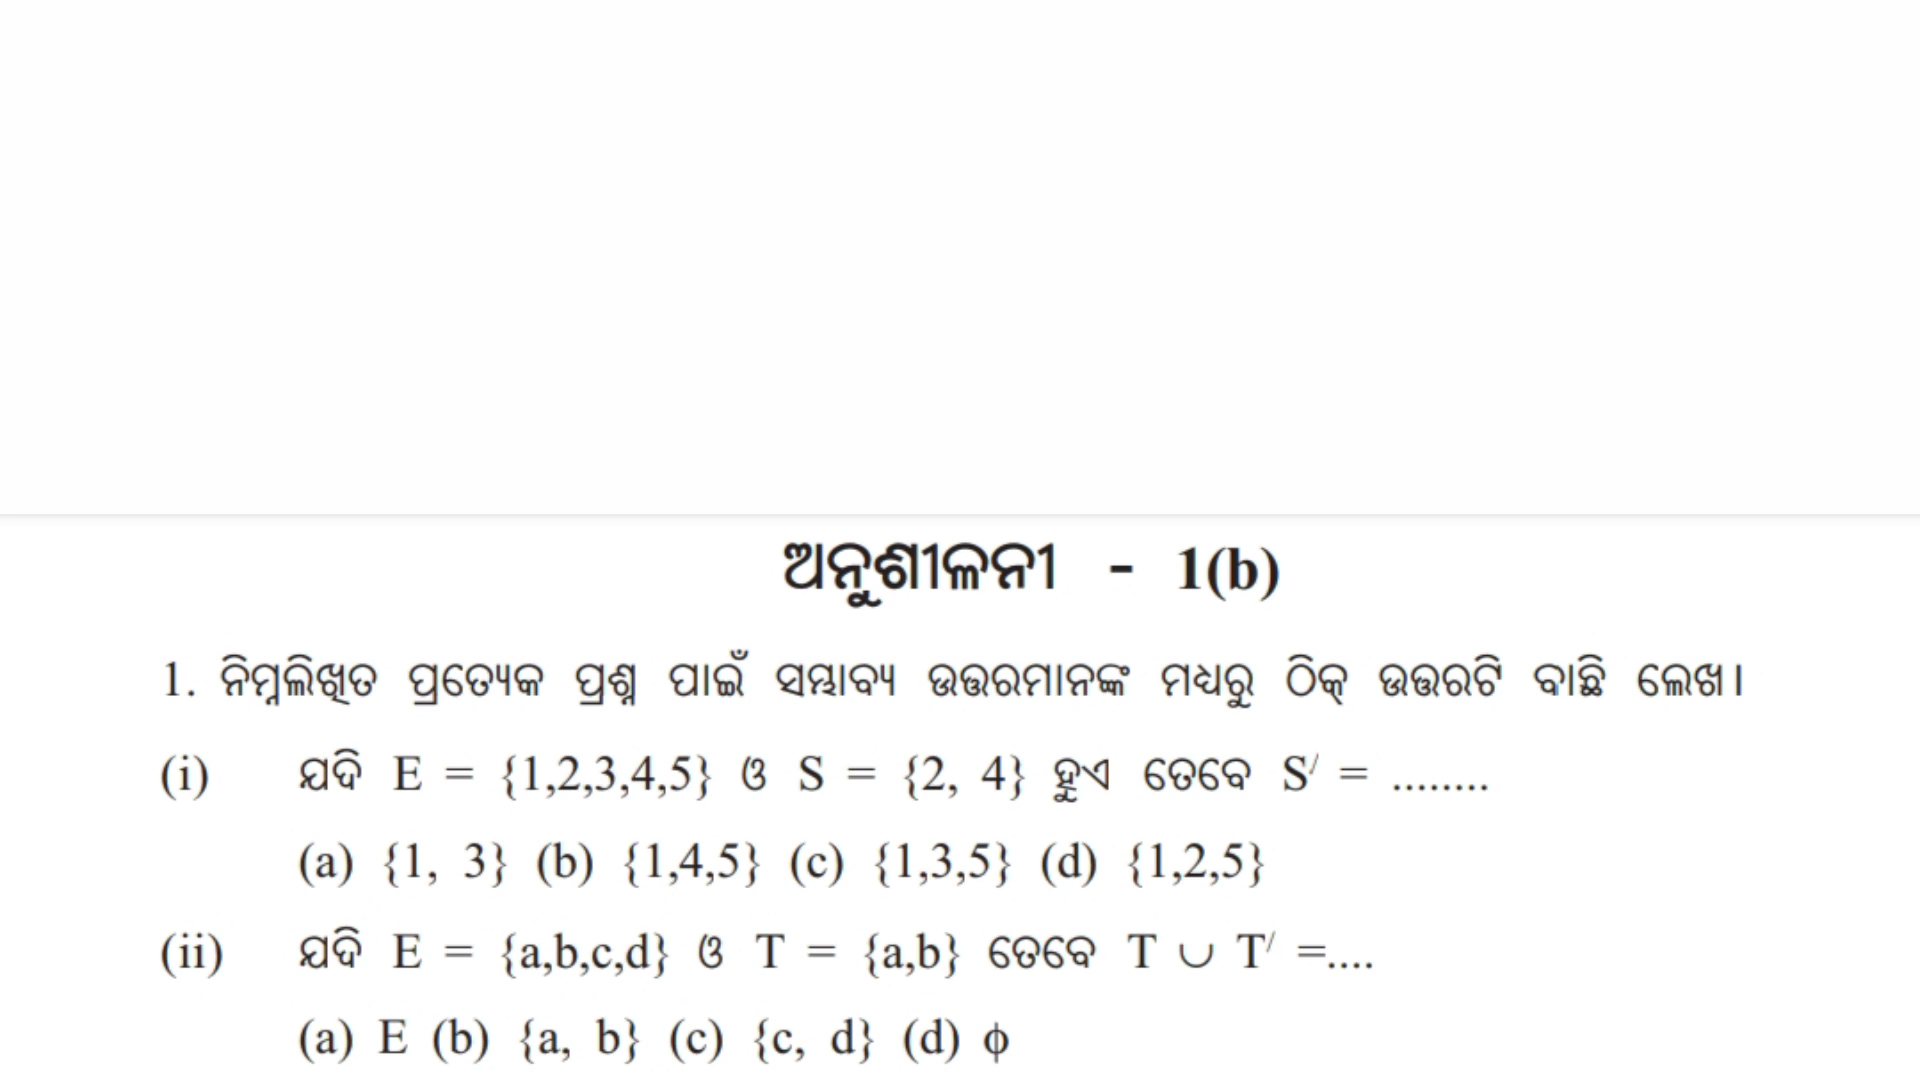 ଅନୁଶୀଳନୀ - 1(b)
1. ନିମ୍ନଲିଖିତ ପ୍ରତ୍ୟେକ ପ୍ରଶ୍ନ ପାଇଁ ସମ୍ଭାବ୍ୟ ଉତ୍ତରମାନଙ୍କ ମଧ୍ୟରୁ ଠିକ୍ ଉତ୍ତରଟି ବାଛି ଲେଖ।
(i) ଯଦି E = {1,2,3,4,5} ଓ S = {2, 4} ହୁଏ ତେବେ S/ = ........
(a) {1, 3} (b) {1,4,5} (c) {1,3,5} (d) {1,2,5}
(ii) ଯଦି E = {a,b,c,d} ଓ T = {a,b} ତେବେ T ∪ T/ =....
(a) E (b) {a, b} (c) {c, d} (d) ϕ